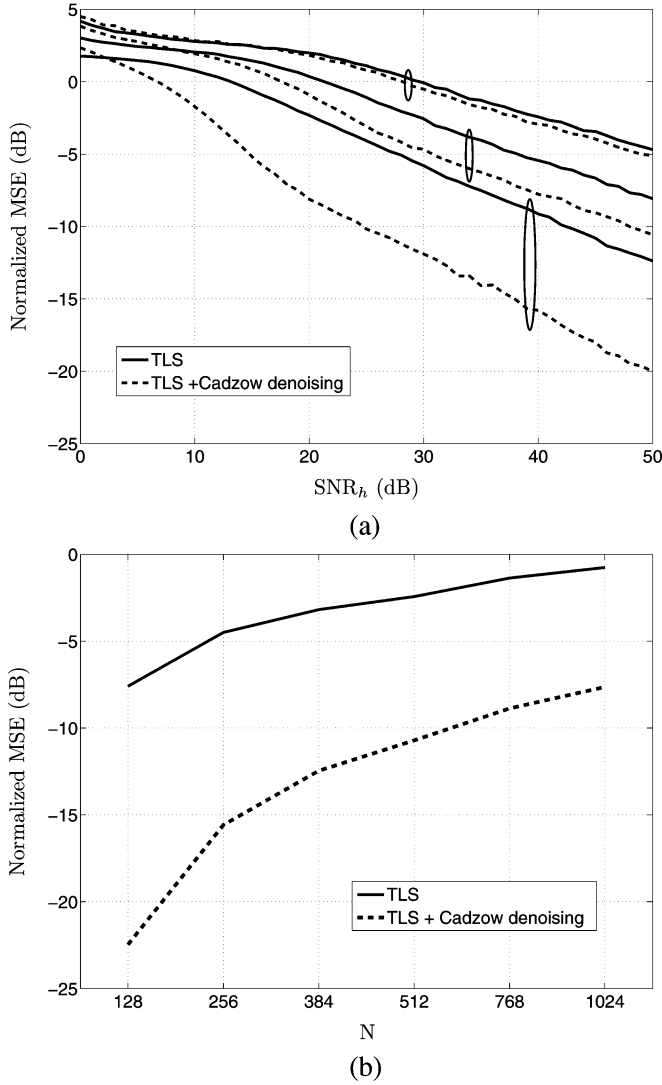 5
0
−5
−10
−15
−20
−25
Normalized MSE (dB)
TLS
TLS +Cadzow denoising
0 10 20 30 40 50
SNRh (dB)
(a)
0
−5
−10
−15
−20
−25
Normalized MSE (dB)
TLS
TLS + Cadzow denoising
128 256 384 512 768 1024
N
(b)